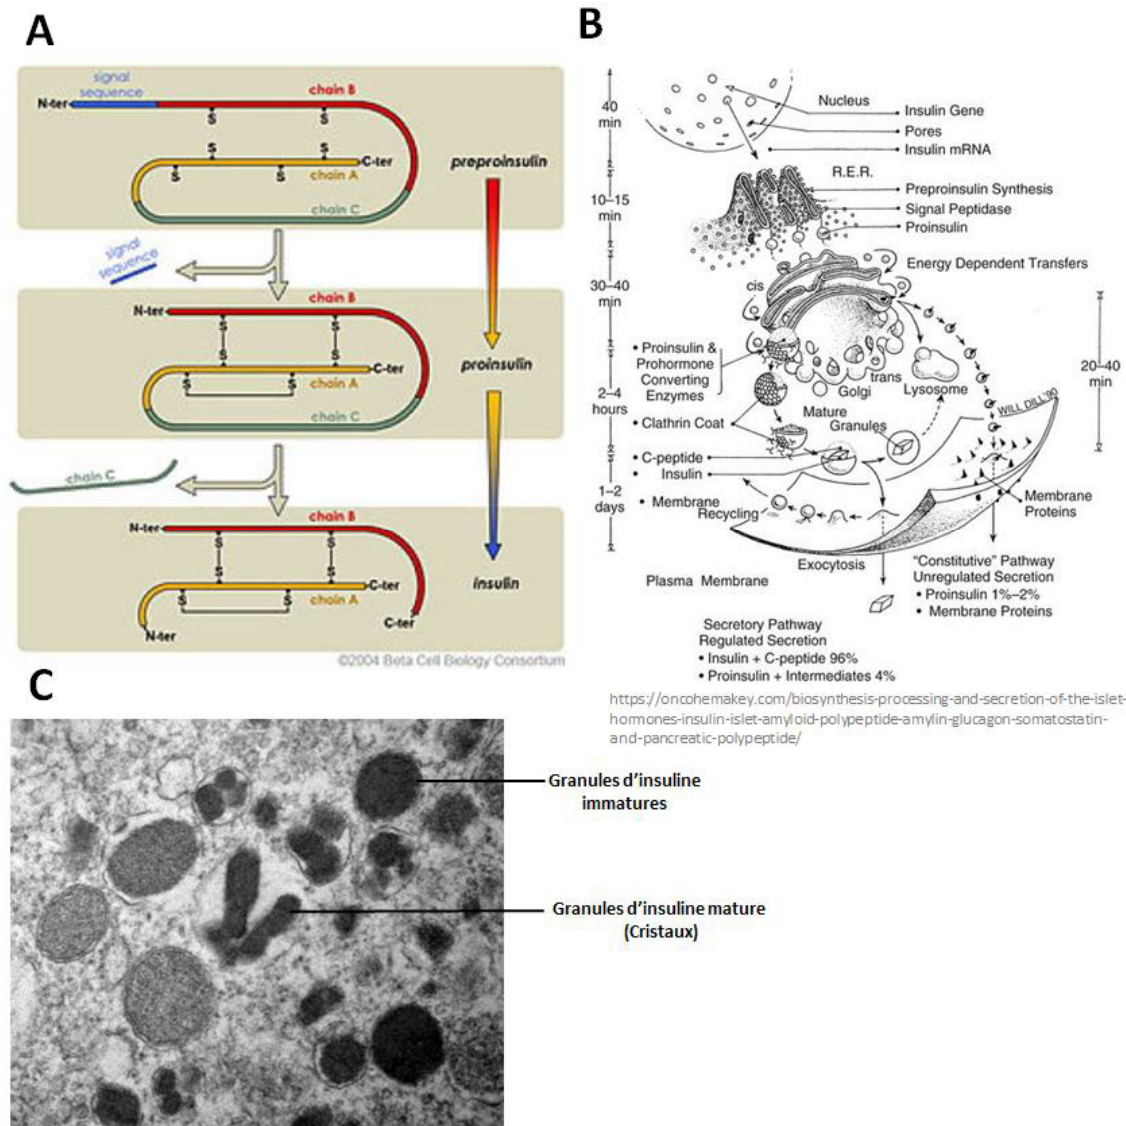 A
signal
sequence
chain B
N-ter
S
S
S
S
C-ter
preproinsulin
S
S
chain A
chain C
signal
sequence
chain B
N-ter
S
S
S
S
C-ter
proinsulin
S
S
chain A
chain C
chain C
chain B
N-ter
S
S
S
S
C-ter
insulin
S
S
chain A
C-ter
N-ter
©2004 Beta Cell Biology Consortium
B
40
min
10–15
min
30–40
min
2–4
hours
1–2
days
Nucleus
Insulin Gene
Pores
Insulin mRNA
R.E.R.
Preproinsulin Synthesis
Signal Peptidase
Proinsulin
Energy Dependent Transfers
cis
• Proinsulin &
Prohormone
Converting
Enzymes
trans
Golgi
Lysosome
20–40
min
WILL DILL'90
Mature
Granules
• Clathrin Coat
• C-peptide
• Insulin
• Membrane
Recycling
Membrane
Proteins
Exocytosis
Plasma Membrane
"Constitutive" Pathway
Unregulated Secretion
• Proinsulin 1%–2%
• Membrane Proteins
Secretory Pathway
Regulated Secretion
• Insulin + C-peptide 96%
• Proinsulin + Intermediates 4%
https://oncohemakey.com/biosynthesis-processing-and-secretion-of-the-islet-
hormones-insulin-islet-amyloid-polypeptide-amylin-glucagon-somatostatin-
and-pancreatic-polypeptide/
C
Granules d'insuline
immatures
Granules d'insuline mature
(Cristaux)